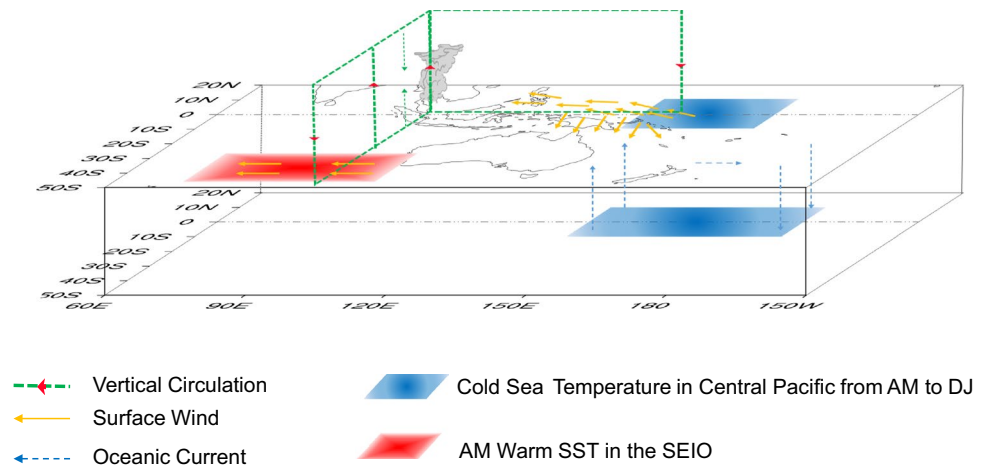 20N
10N
0
10S
20S
30S
40S
50S
20N
10N
0
10S
20S
30S
40S
50S
60E 90E 120E 150E 180 150W
Vertical Circulation
Surface Wind
Oceanic Current
Cold Sea Temperature in Central Pacific from AM to DJ
AM Warm SST in the SEIO